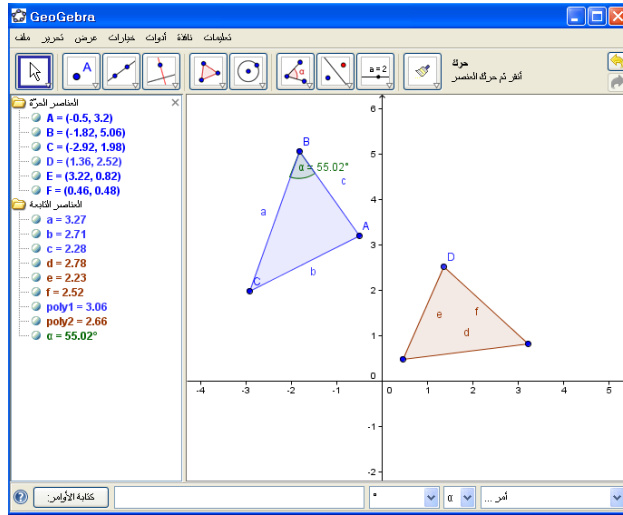 GeoGebra
ملف تحرير عرض خيارات أدوات نافذة تعليمات
A
α
a = 2
حرك
أنقر ثم حرك العنصر
العناصر الحرّة
A = (-0.5, 3.2)
B = (-1.82, 5.06)
C = (-2.92, 1.98)
D = (1.36, 2.52)
E = (3.22, 0.82)
F = (0.46, 0.48)
العناصر التابعة
a = 3.27
b = 2.71
c = 2.28
d = 2.78
e = 2.23
f = 2.52
poly1 = 3.06
poly2 = 2.66
α = 55.02°
6
B
5
α = 55.02°
c
4
a
A
3
b
C
D
2
e
f
1
d
0
-4 -3 -2 -1 0 1 2 3 4 5
-1
-2
كتابة الأوامر:
°
α
أمر ...